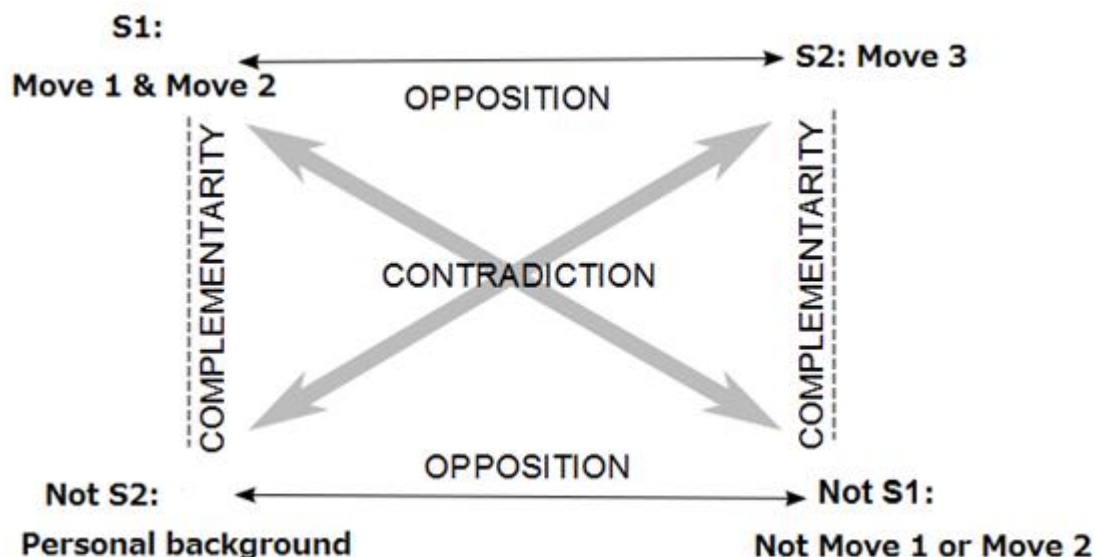 S1:
Move 1 & Move 2
S2: Move 3
OPPOSITION
COMPLEMENTARITY
COMPLEMENTARITY
CONTRADICTION
OPPOSITION
Not S2:
Personal background
Not S1:
Not Move 1 or Move 2